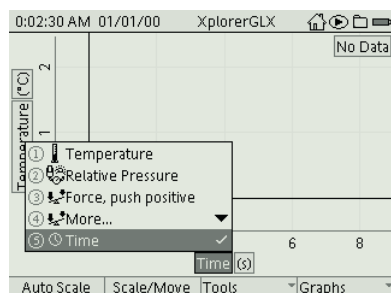 0:02:30 AM 01/01/00 XplorerGLX
No Data
2
Temperature (°C)
1
① Temperature
② Relative Pressure
③ Force, push positive
④ More...
⑤ Time
6 8
Time (s)
Auto Scale Scale/Move Tools Graphs